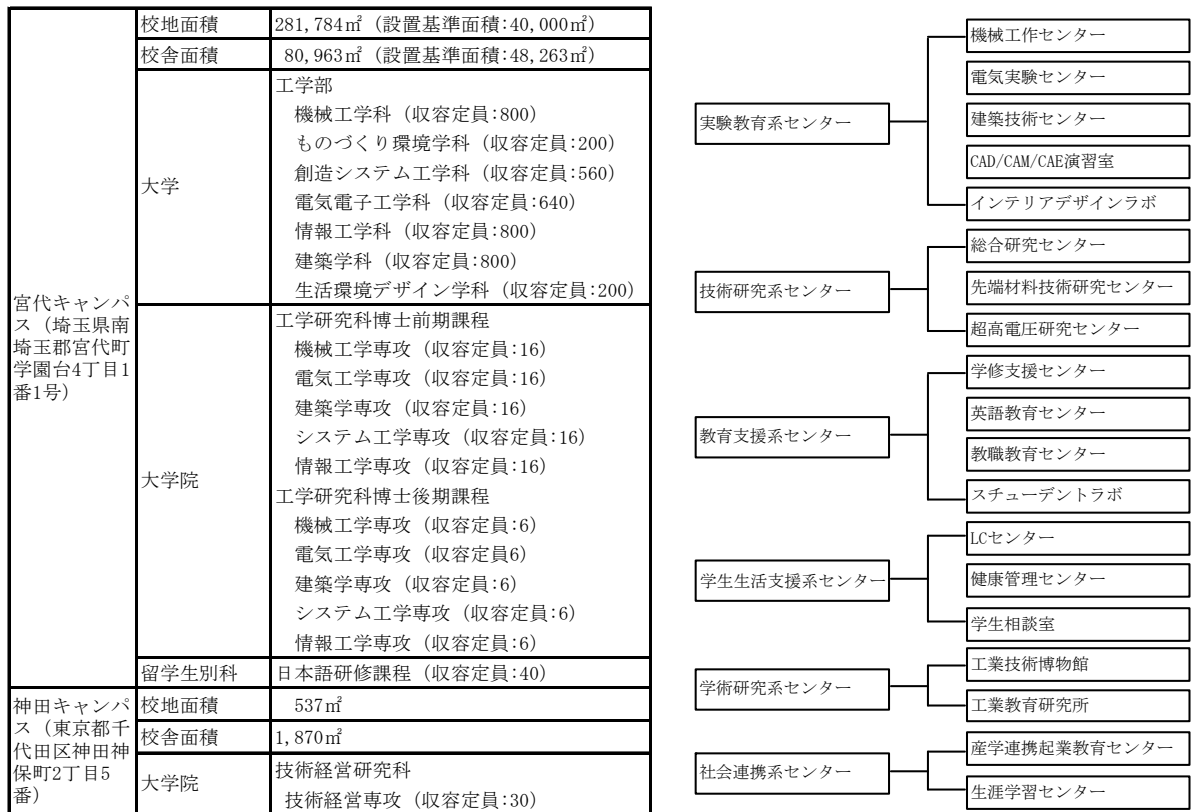 宮代キャンパ
ス（埼玉県南
埼玉郡宮代町
学園台4丁目1
番1号）
校地面積
281,784㎡（設置基準面積:40,000㎡）
校舎面積
80,963㎡（設置基準面積:48,263㎡）
大学
工学部
機械工学科（収容定員:800）
ものづくり環境学科（収容定員:200）
創造システム工学科（収容定員:560）
電気電子工学科（収容定員:640）
情報工学科（収容定員:800）
建築学科（収容定員:800）
生活環境デザイン学科（収容定員:200）
大学院
工学研究科博士前期課程
機械工学専攻（収容定員:16）
電気工学専攻（収容定員:16）
建築学専攻（収容定員:16）
システム工学専攻（収容定員:16）
情報工学専攻（収容定員:16）
工学研究科博士後期課程
機械工学専攻（収容定員:6）
電気工学専攻（収容定員6）
建築学専攻（収容定員:6）
システム工学専攻（収容定員:6）
情報工学専攻（収容定員:6）
留学生別科
日本語研修課程（収容定員:40）
神田キャンパ
ス（東京都千
代田区神田神
保町2丁目5
番）
校地面積
537㎡
校舎面積
1,870㎡
大学院
技術経営研究科
技術経営専攻（収容定員:30）
実験教育系センター
機械工作センター
電気実験センター
建築技術センター
CAD/CAM/CAE演習室
インテリアデザインラボ
技術研究系センター
総合研究センター
先端材料技術研究センター
超高電圧研究センター
教育支援系センター
学修支援センター
英語教育センター
教職教育センター
スチューデントラボ
学生生活支援系センター
LCセンター
健康管理センター
学生相談室
学術研究系センター
工業技術博物館
工業教育研究所
社会連携系センター
産学連携起業教育センター
生涯学習センター